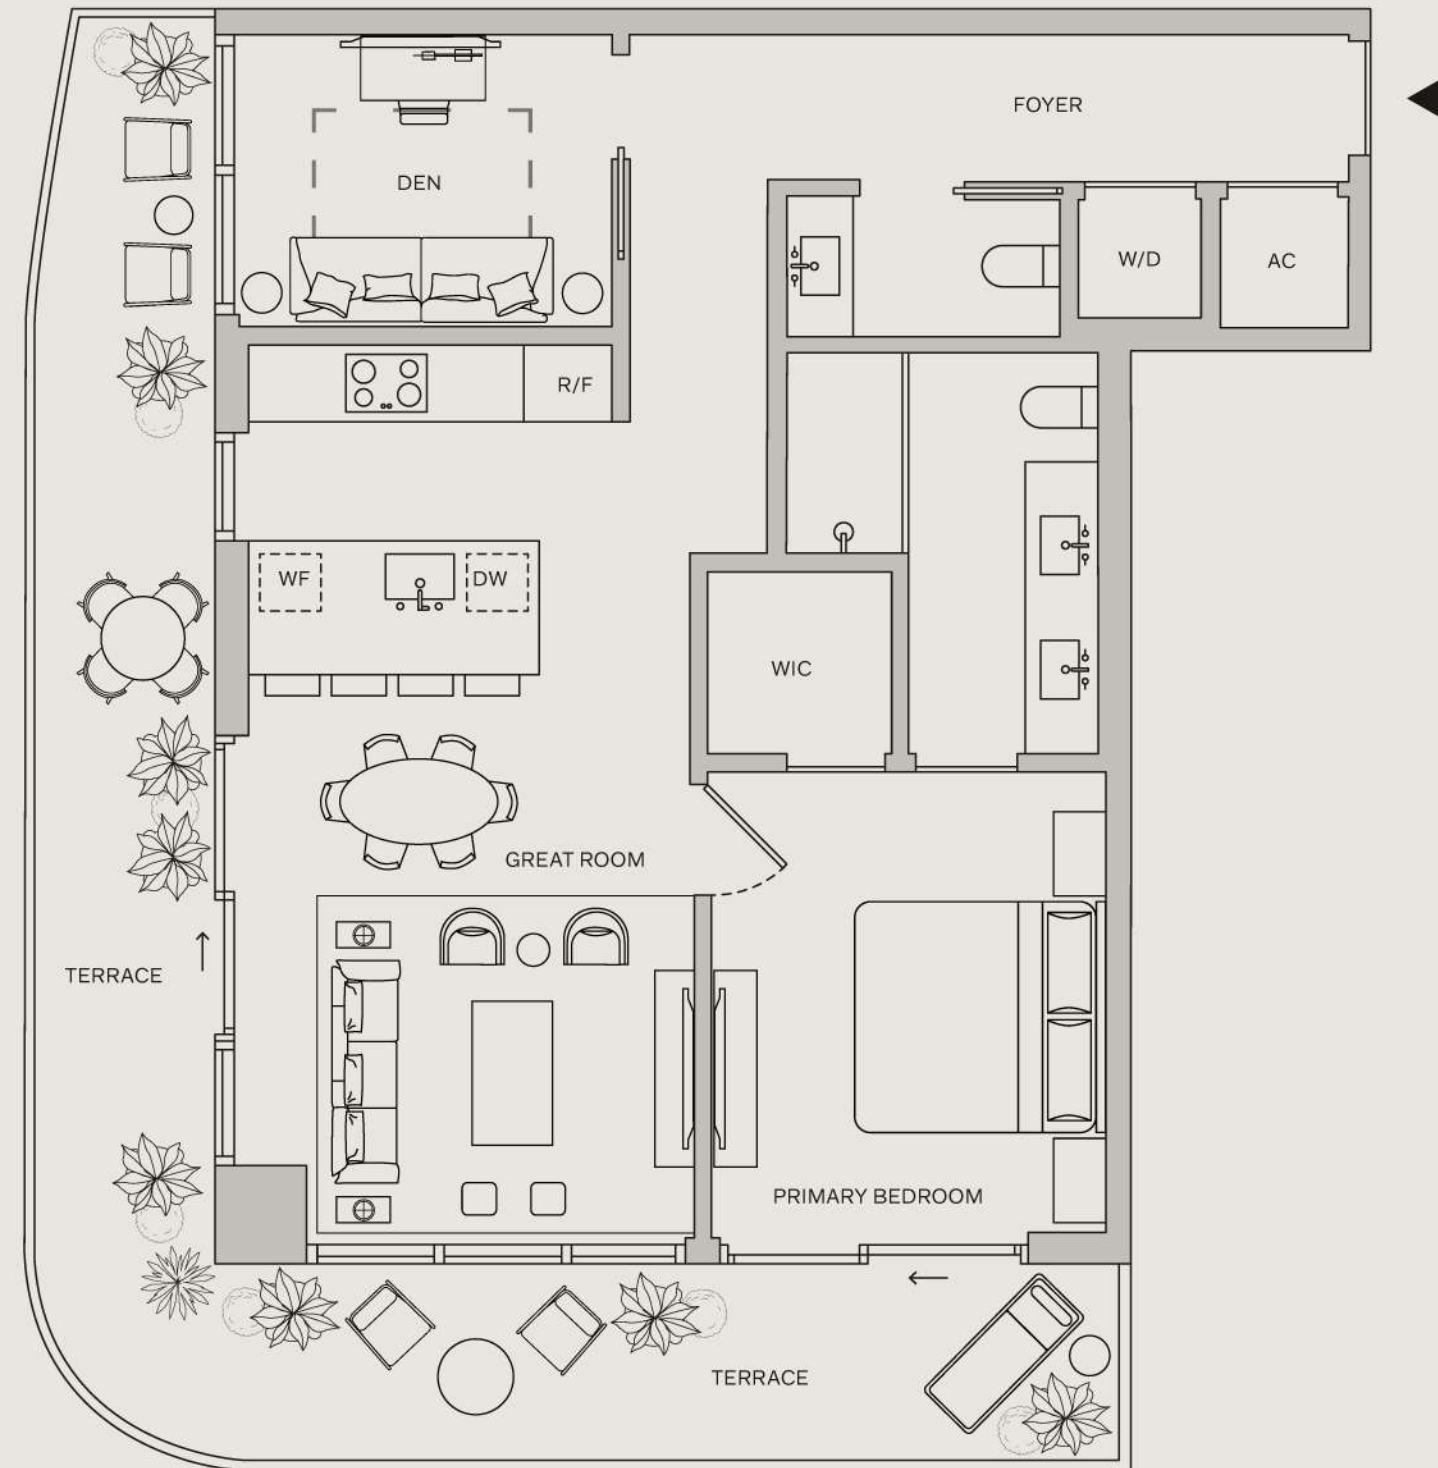 FOYER
DEN
W/D
AC
R/F
WF
DW
WIC
GREAT ROOM
TERRACE
PRIMARY BEDROOM
TERRACE